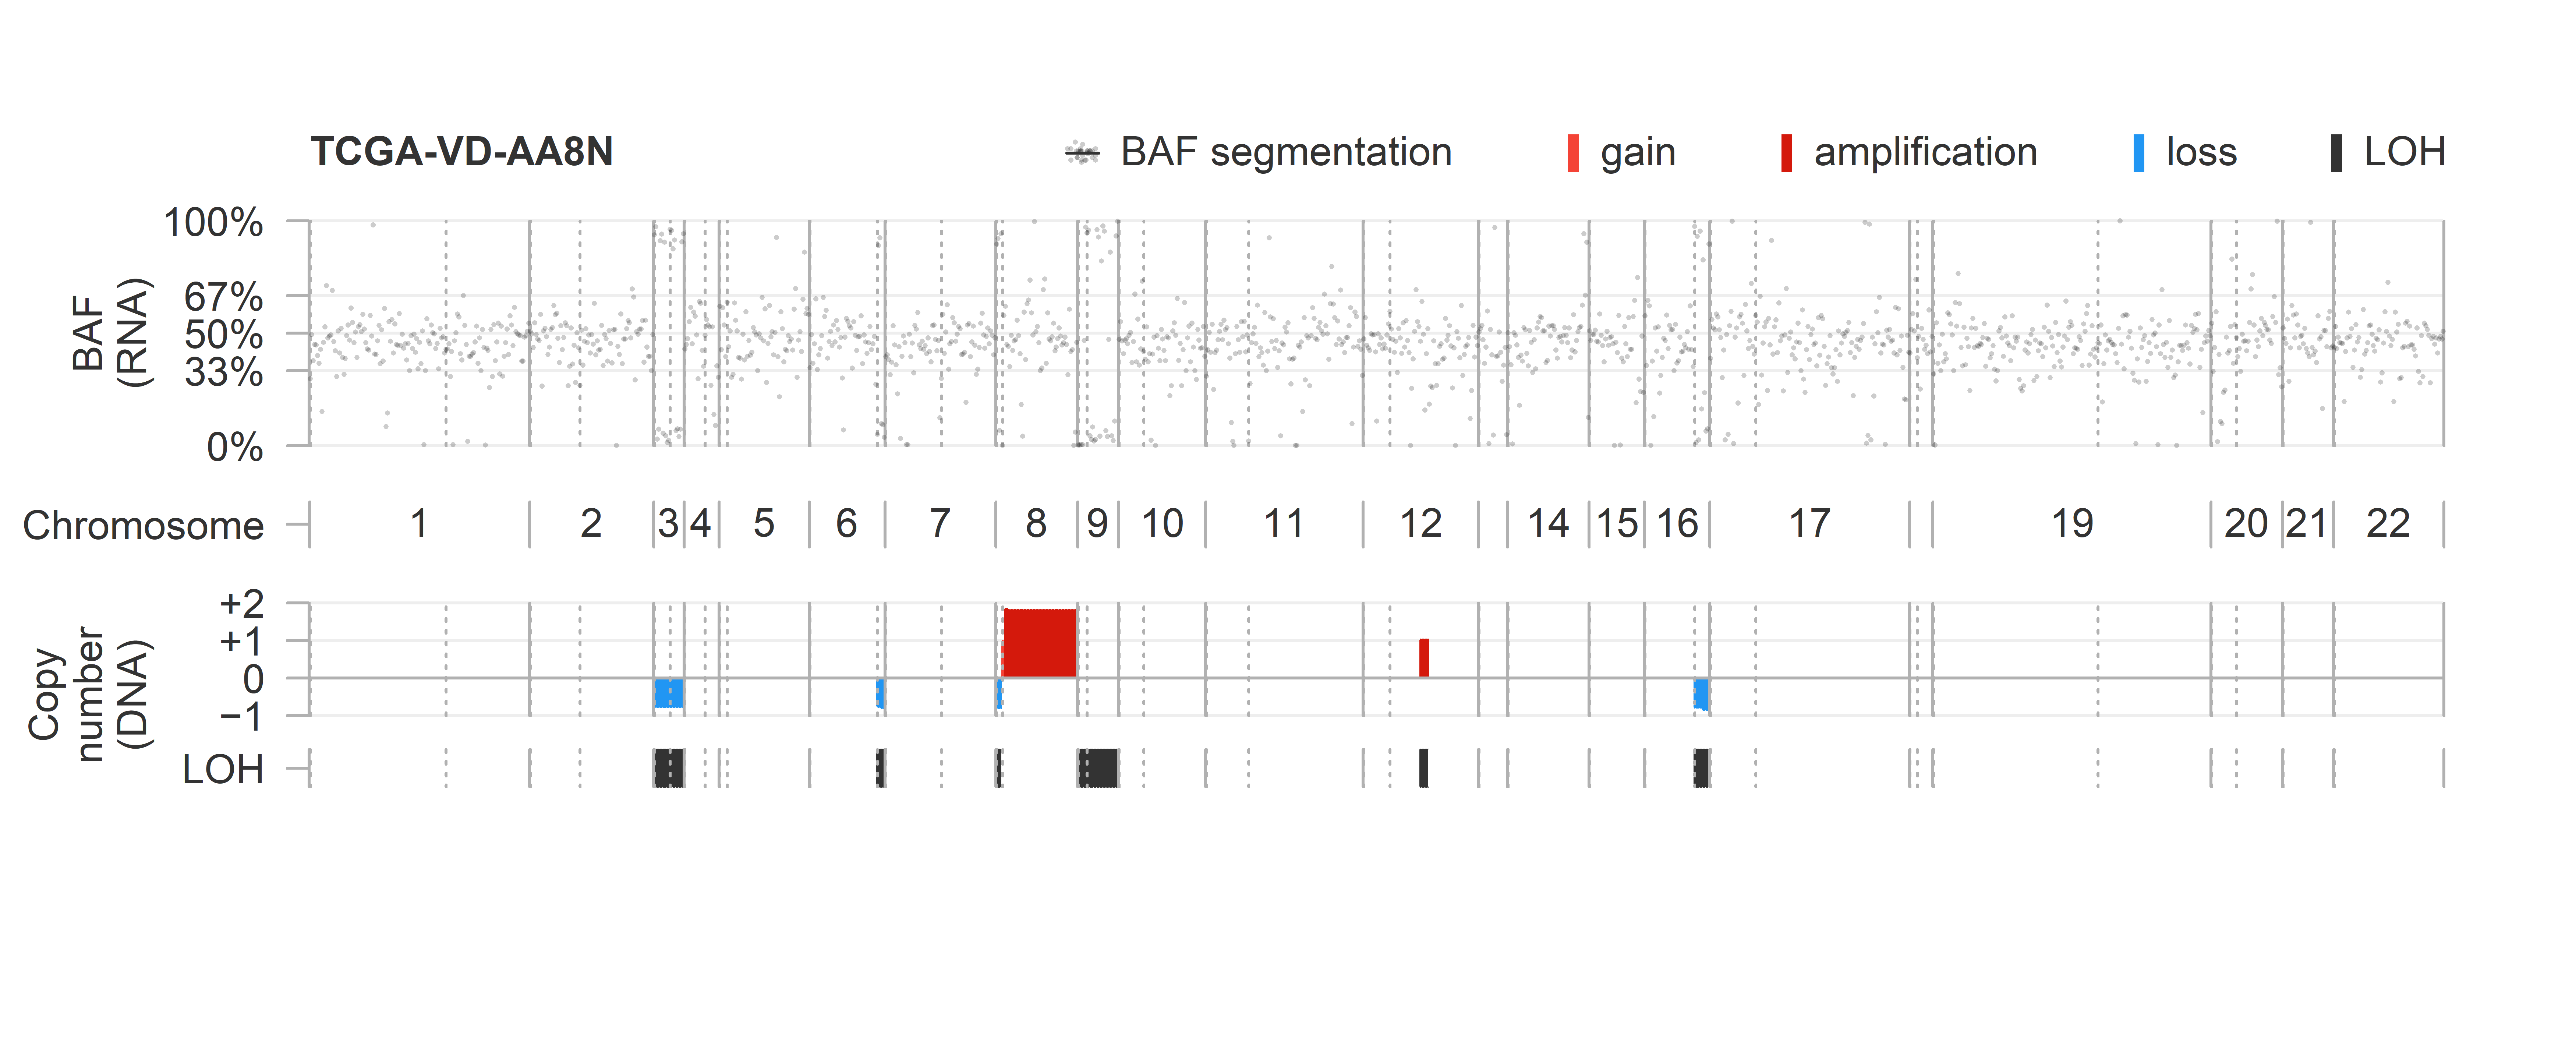 TCGA-VD-AA8N
BAF segmentation
gain
amplification
loss
LOH
BAF
(RNA)
100%
67%
50%
33%
0%
Chromosome
1 2 3 4 5 6 7 8 9 10 11 12 14 15 16 17 19 20 21 22
Copy
number
(DNA)
+2
+1
0
−1
LOH